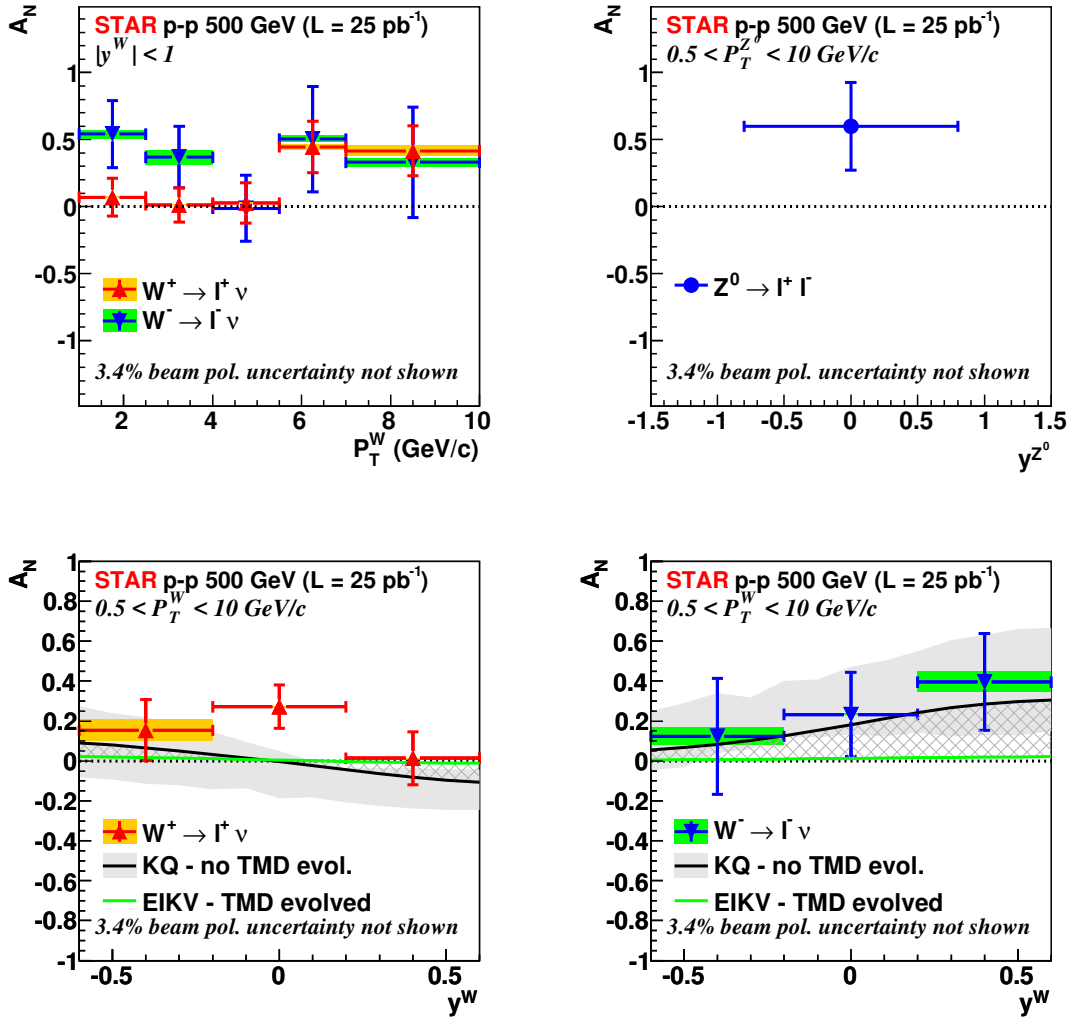 A_N
STAR p-p 500 GeV (L = 25 pb⁻¹)
|y^W| < 1
1
0.5
0
-0.5
-1
W⁺ → l⁺ ν
W⁻ → l⁻ ν
3.4% beam pol. uncertainty not shown
2 4 6 8 10
P_T^W (GeV/c)
A_N
STAR p-p 500 GeV (L = 25 pb⁻¹)
0.5 < P_T^{Z⁰} < 10 GeV/c
1
0.5
0
-0.5
-1
Z⁰ → l⁺ l⁻
3.4% beam pol. uncertainty not shown
-1.5 -1 -0.5 0 0.5 1 1.5
y^{Z⁰}
A_N
STAR p-p 500 GeV (L = 25 pb⁻¹)
0.5 < P_T^W < 10 GeV/c
1
0.8
0.6
0.4
0.2
0
-0.2
-0.4
-0.6
-0.8
-1
W⁺ → l⁺ ν
KQ - no TMD evol.
EIKV - TMD evolved
3.4% beam pol. uncertainty not shown
-0.5 0 0.5
y^W
A_N
STAR p-p 500 GeV (L = 25 pb⁻¹)
0.5 < P_T^W < 10 GeV/c
1
0.8
0.6
0.4
0.2
0
-0.2
-0.4
-0.6
-0.8
-1
W⁻ → l⁻ ν
KQ - no TMD evol.
EIKV - TMD evolved
3.4% beam pol. uncertainty not shown
-0.5 0 0.5
y^W